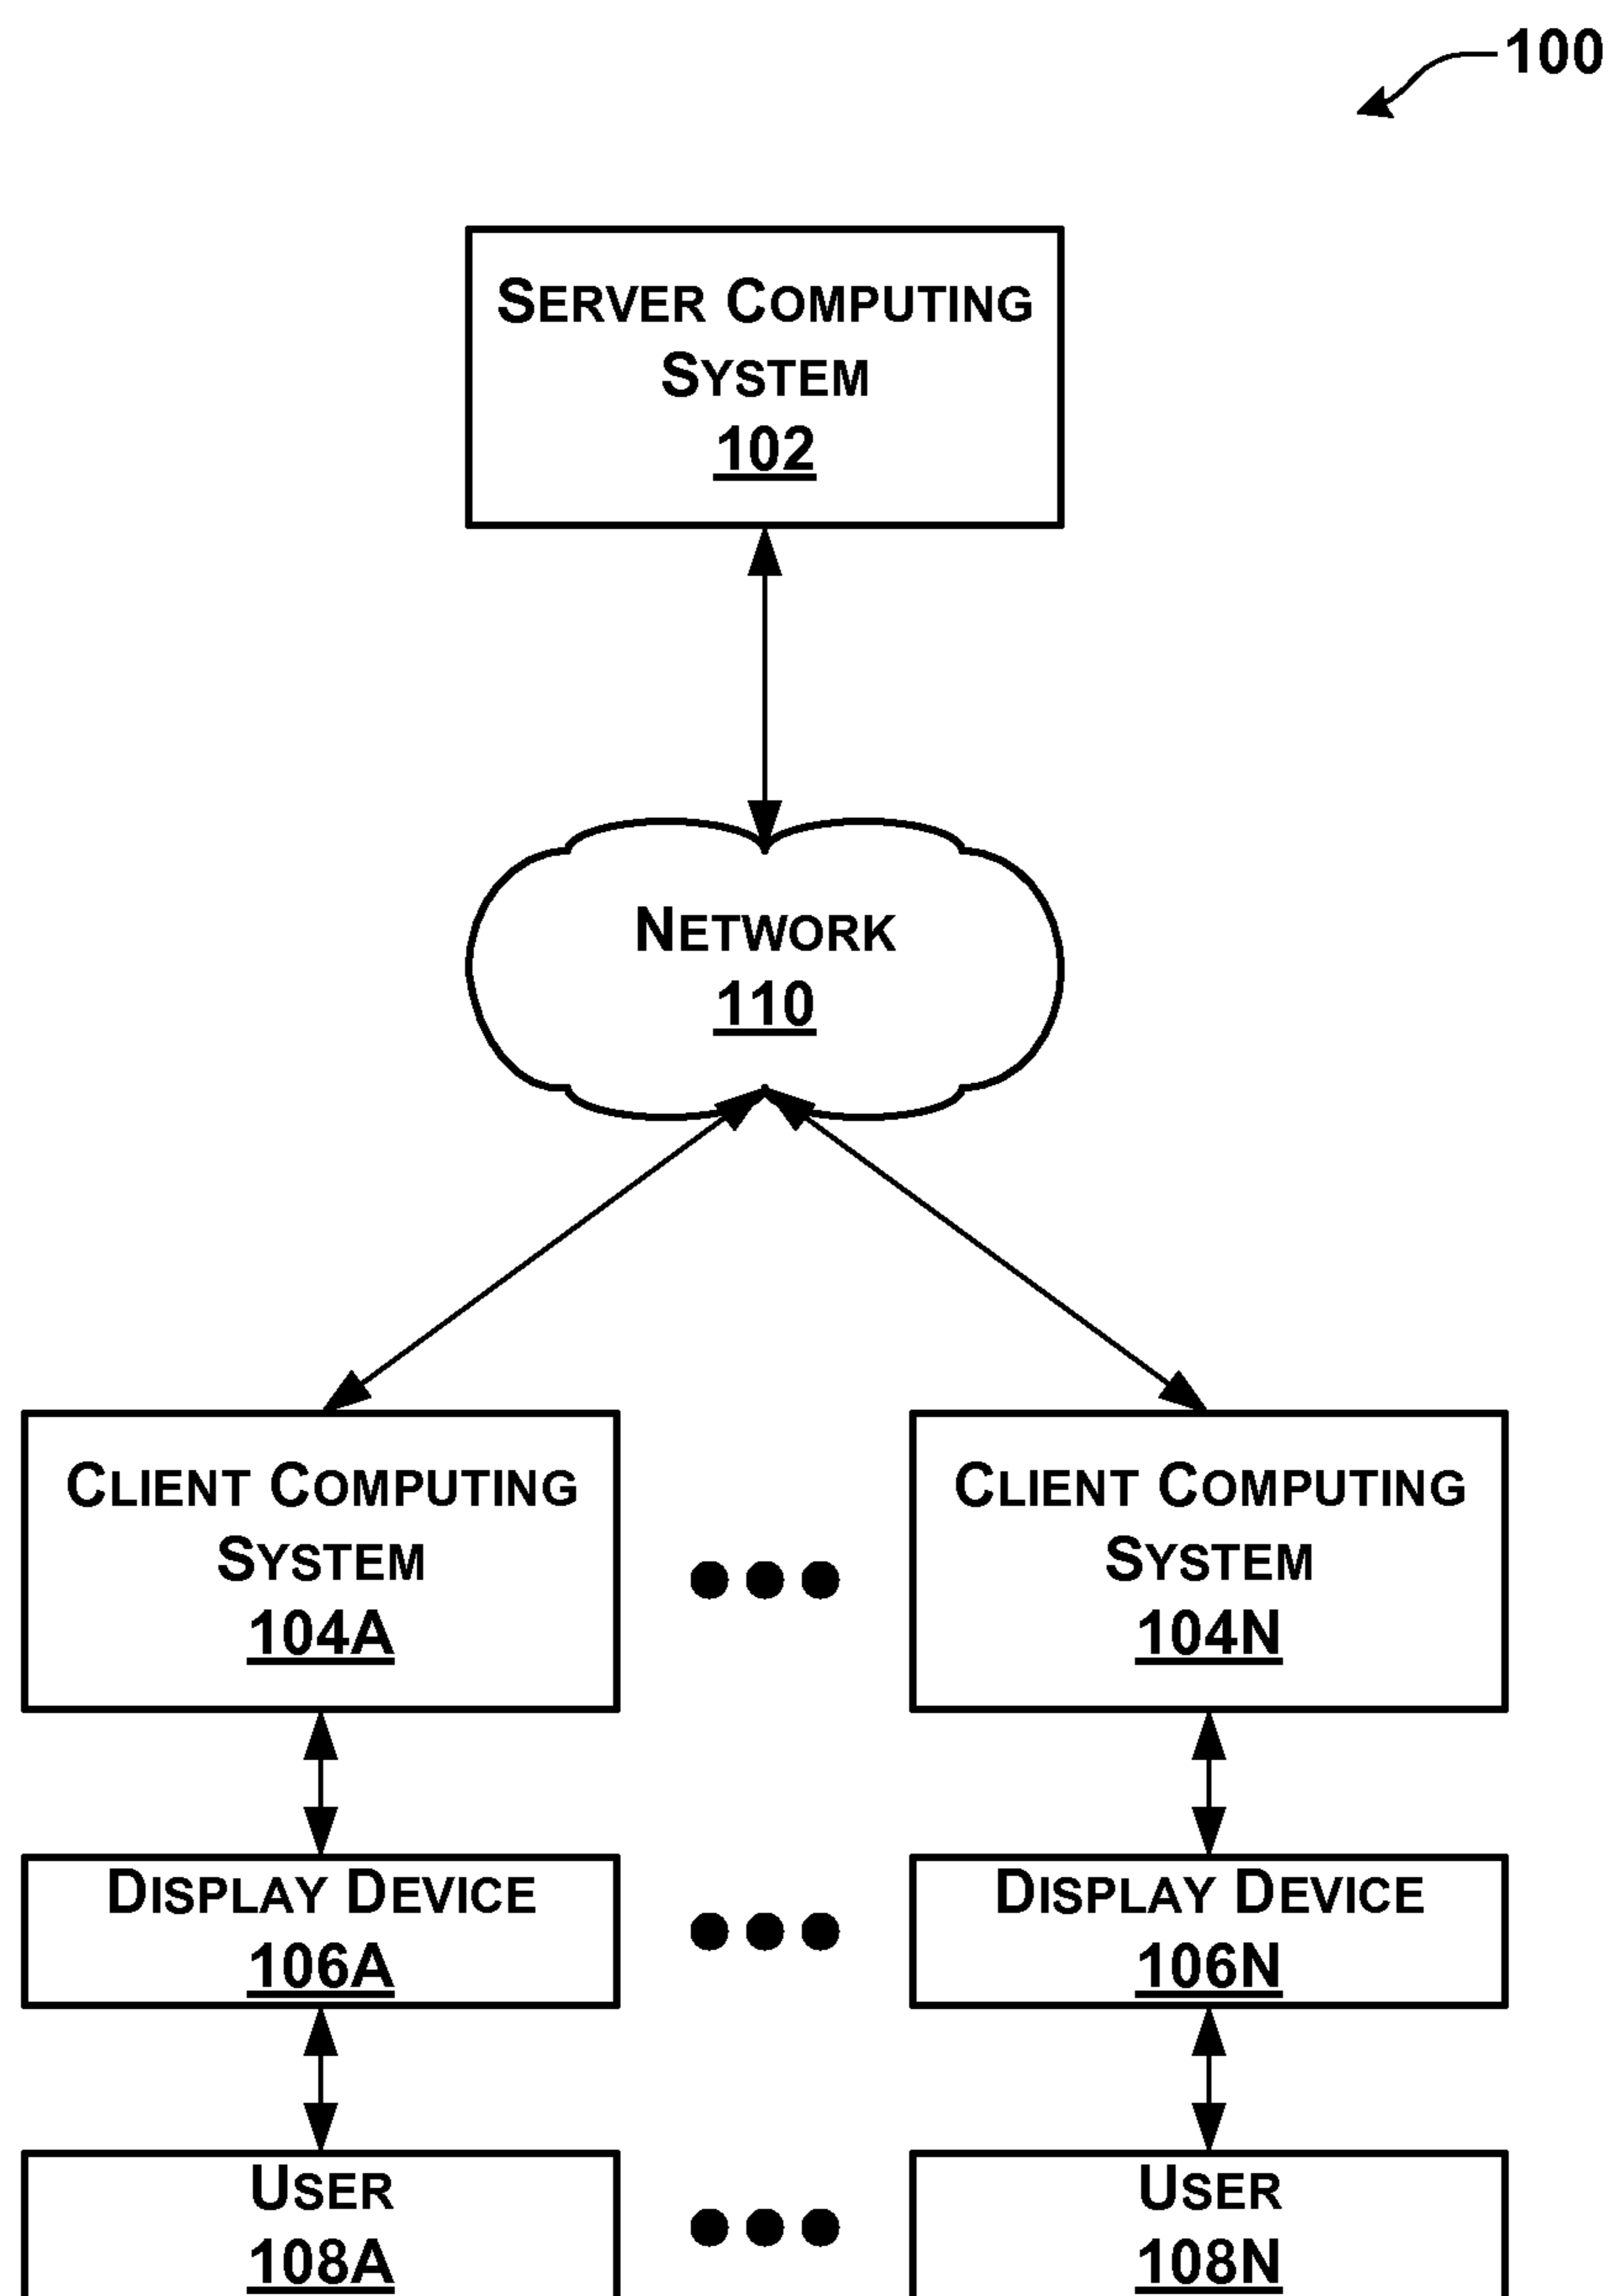 100
SERVER COMPUTING
SYSTEM
102
NETWORK
110
CLIENT COMPUTING
SYSTEM
104A
CLIENT COMPUTING
SYSTEM
104N
DISPLAY DEVICE
106A
DISPLAY DEVICE
106N
USER
108A
USER
108N